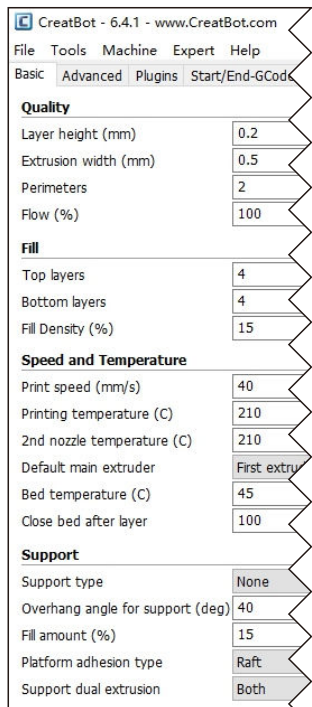 CreatBot - 6.4.1 - www.CreatBot.com
File Tools Machine Expert Help
Basic Advanced Plugins Start/End-GCode
Quality
Layer height (mm) 0.2
Extrusion width (mm) 0.5
Perimeters 2
Flow (%) 100
Fill
Top layers 4
Bottom layers 4
Fill Density (%) 15
Speed and Temperature
Print speed (mm/s) 40
Printing temperature (C) 210
2nd nozzle temperature (C) 210
Default main extruder First
Bed temperature (C) 45
Close bed after layer 100
Support
Support type None
Overhang angle for support (deg) 40
Fill amount (%) 15
Platform adhesion type Raft
Support dual extrusion Both